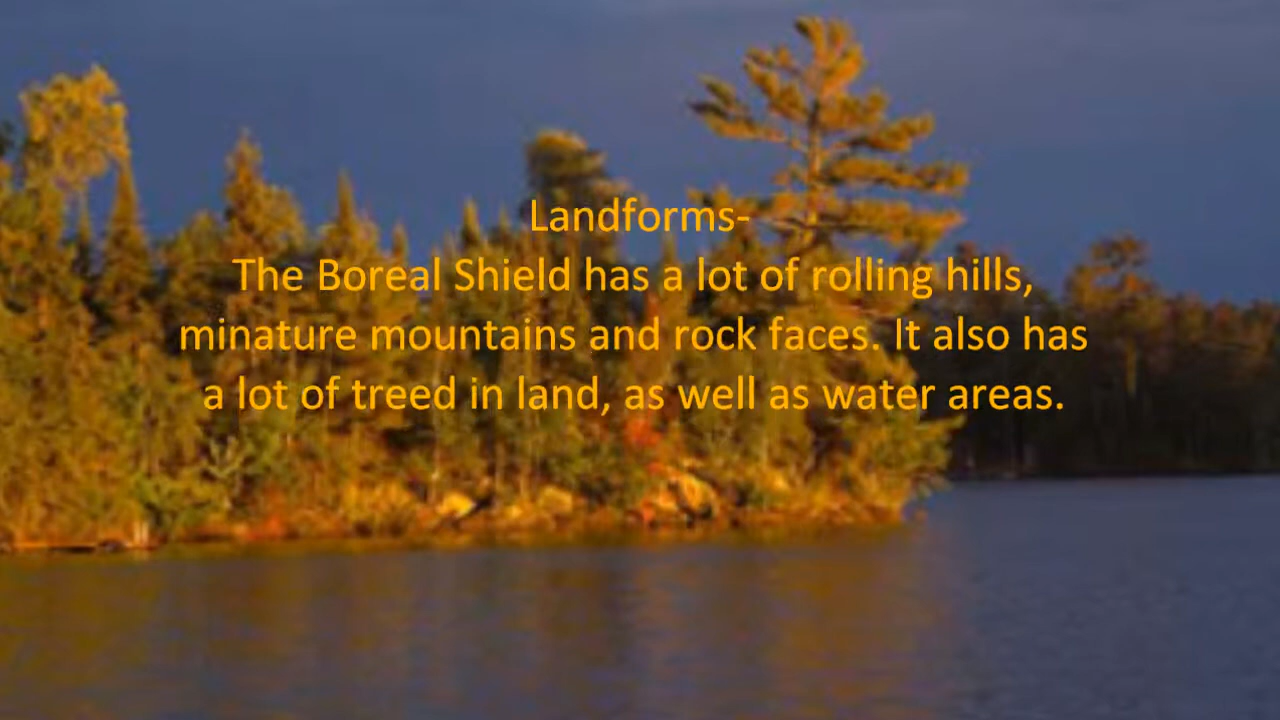 Landforms-
The Boreal Shield has a lot of rolling hills,
minature mountains and rock faces. It also has
a lot of treed in land, as well as water areas.